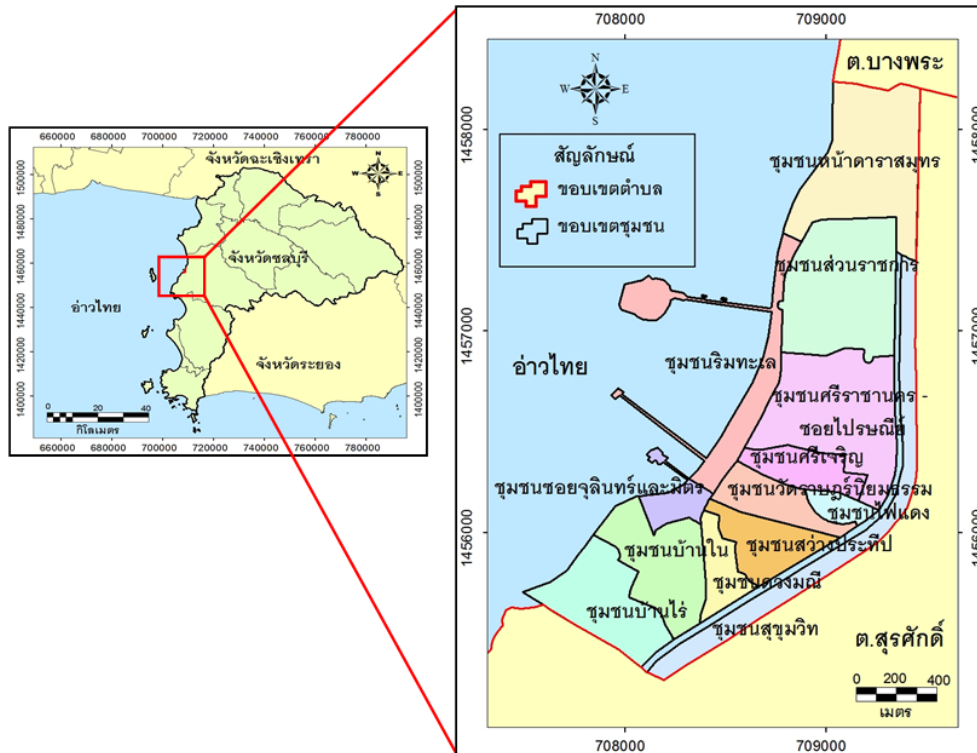 660000 680000 700000 720000 740000 760000 780000
1500000
1480000
1460000
1440000
1420000
1400000
1500000
1480000
1460000
1440000
1420000
1400000
จังหวัดฉะเชิงเทรา
N
W E
S
จังหวัดชลบุรี
อ่าวไทย
จังหวัดระยอง
0 20 40
กิโลเมตร
660000 680000 700000 720000 740000 760000 780000
708000 709000
1458000
1457000
1456000
1458000
1457000
1456000
N
W E
S
สัญลักษณ์
ขอบเขตตำบล
ขอบเขตชุมชน
ต.บางพระ
ชุมชนหน้าดาราสมุทร
ชุมชนส่วนราชการ
อ่าวไทย
ชุมชนริมทะเล
ชุมชนศรีราชานคร
ซอยไปรษณีย์
ชุมชนศรีเจริญ
ชุมชนซอยจุลินทร์และมิตร
ชุมชนวัดราษฎร์นิยมธรรม
ชุมชนไฟแดง
ชุมชนบ้านใน
ชุมชนสว่างประทีป
ชุมชนดวงมณี
ชุมชนบ้านไร่
ชุมชนสุขุมวิท
ต.สุรศักดิ์
0 200 400
เมตร
708000 709000